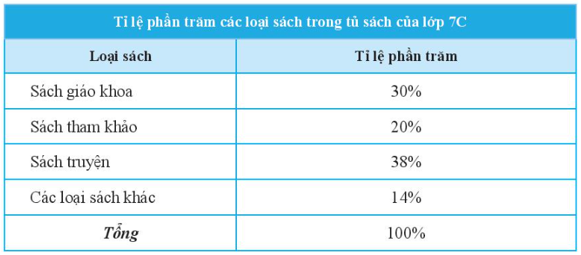 Tỉ lệ phần trăm các loại sách trong tủ sách của lớp 7C
Loại sách Tỉ lệ phần trăm
Sách giáo khoa 30%
Sách tham khảo 20%
Sách truyện 38%
Các loại sách khác 14%
Tổng 100%